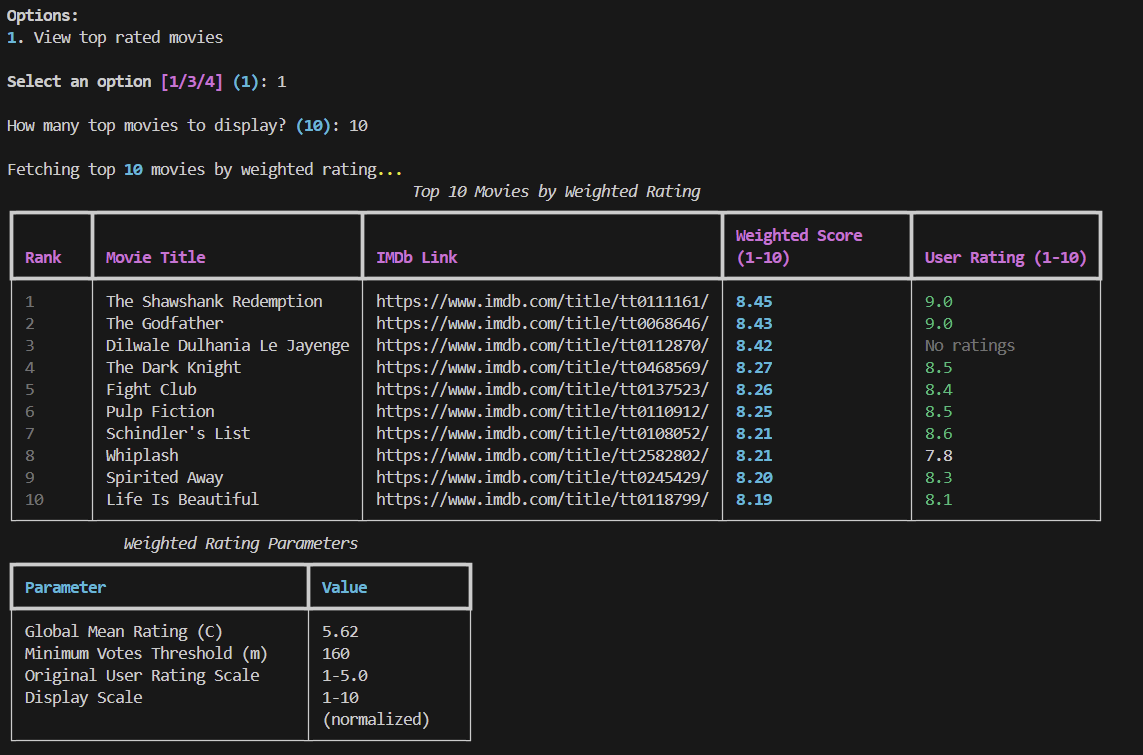 Options:
1. View top rated movies
Select an option [1/3/4] (1): 1
How many top movies to display? (10): 10
Fetching top 10 movies by weighted rating...
Top 10 Movies by Weighted Rating
Rank Movie Title IMDb Link Weighted Score (1-10) User Rating (1-10)
1 The Shawshank Redemption https://www.imdb.com/title/tt0111161/ 8.45 9.0
2 The Godfather https://www.imdb.com/title/tt0068646/ 8.43 9.0
3 Dilwale Dulhania Le Jayenge https://www.imdb.com/title/tt0112870/ 8.42 No ratings
4 The Dark Knight https://www.imdb.com/title/tt0468569/ 8.27 8.5
5 Fight Club https://www.imdb.com/title/tt0137523/ 8.26 8.4
6 Pulp Fiction https://www.imdb.com/title/tt0110912/ 8.25 8.5
7 Schindler's List https://www.imdb.com/title/tt0108052/ 8.21 8.6
8 Whiplash https://www.imdb.com/title/tt2582802/ 8.21 7.8
9 Spirited Away https://www.imdb.com/title/tt0245429/ 8.20 8.3
10 Life Is Beautiful https://www.imdb.com/title/tt0118799/ 8.19 8.1
Weighted Rating Parameters
Parameter Value
Global Mean Rating (C) 5.62
Minimum Votes Threshold (m) 160
Original User Rating Scale 1-5.0
Display Scale 1-10
(normalized)